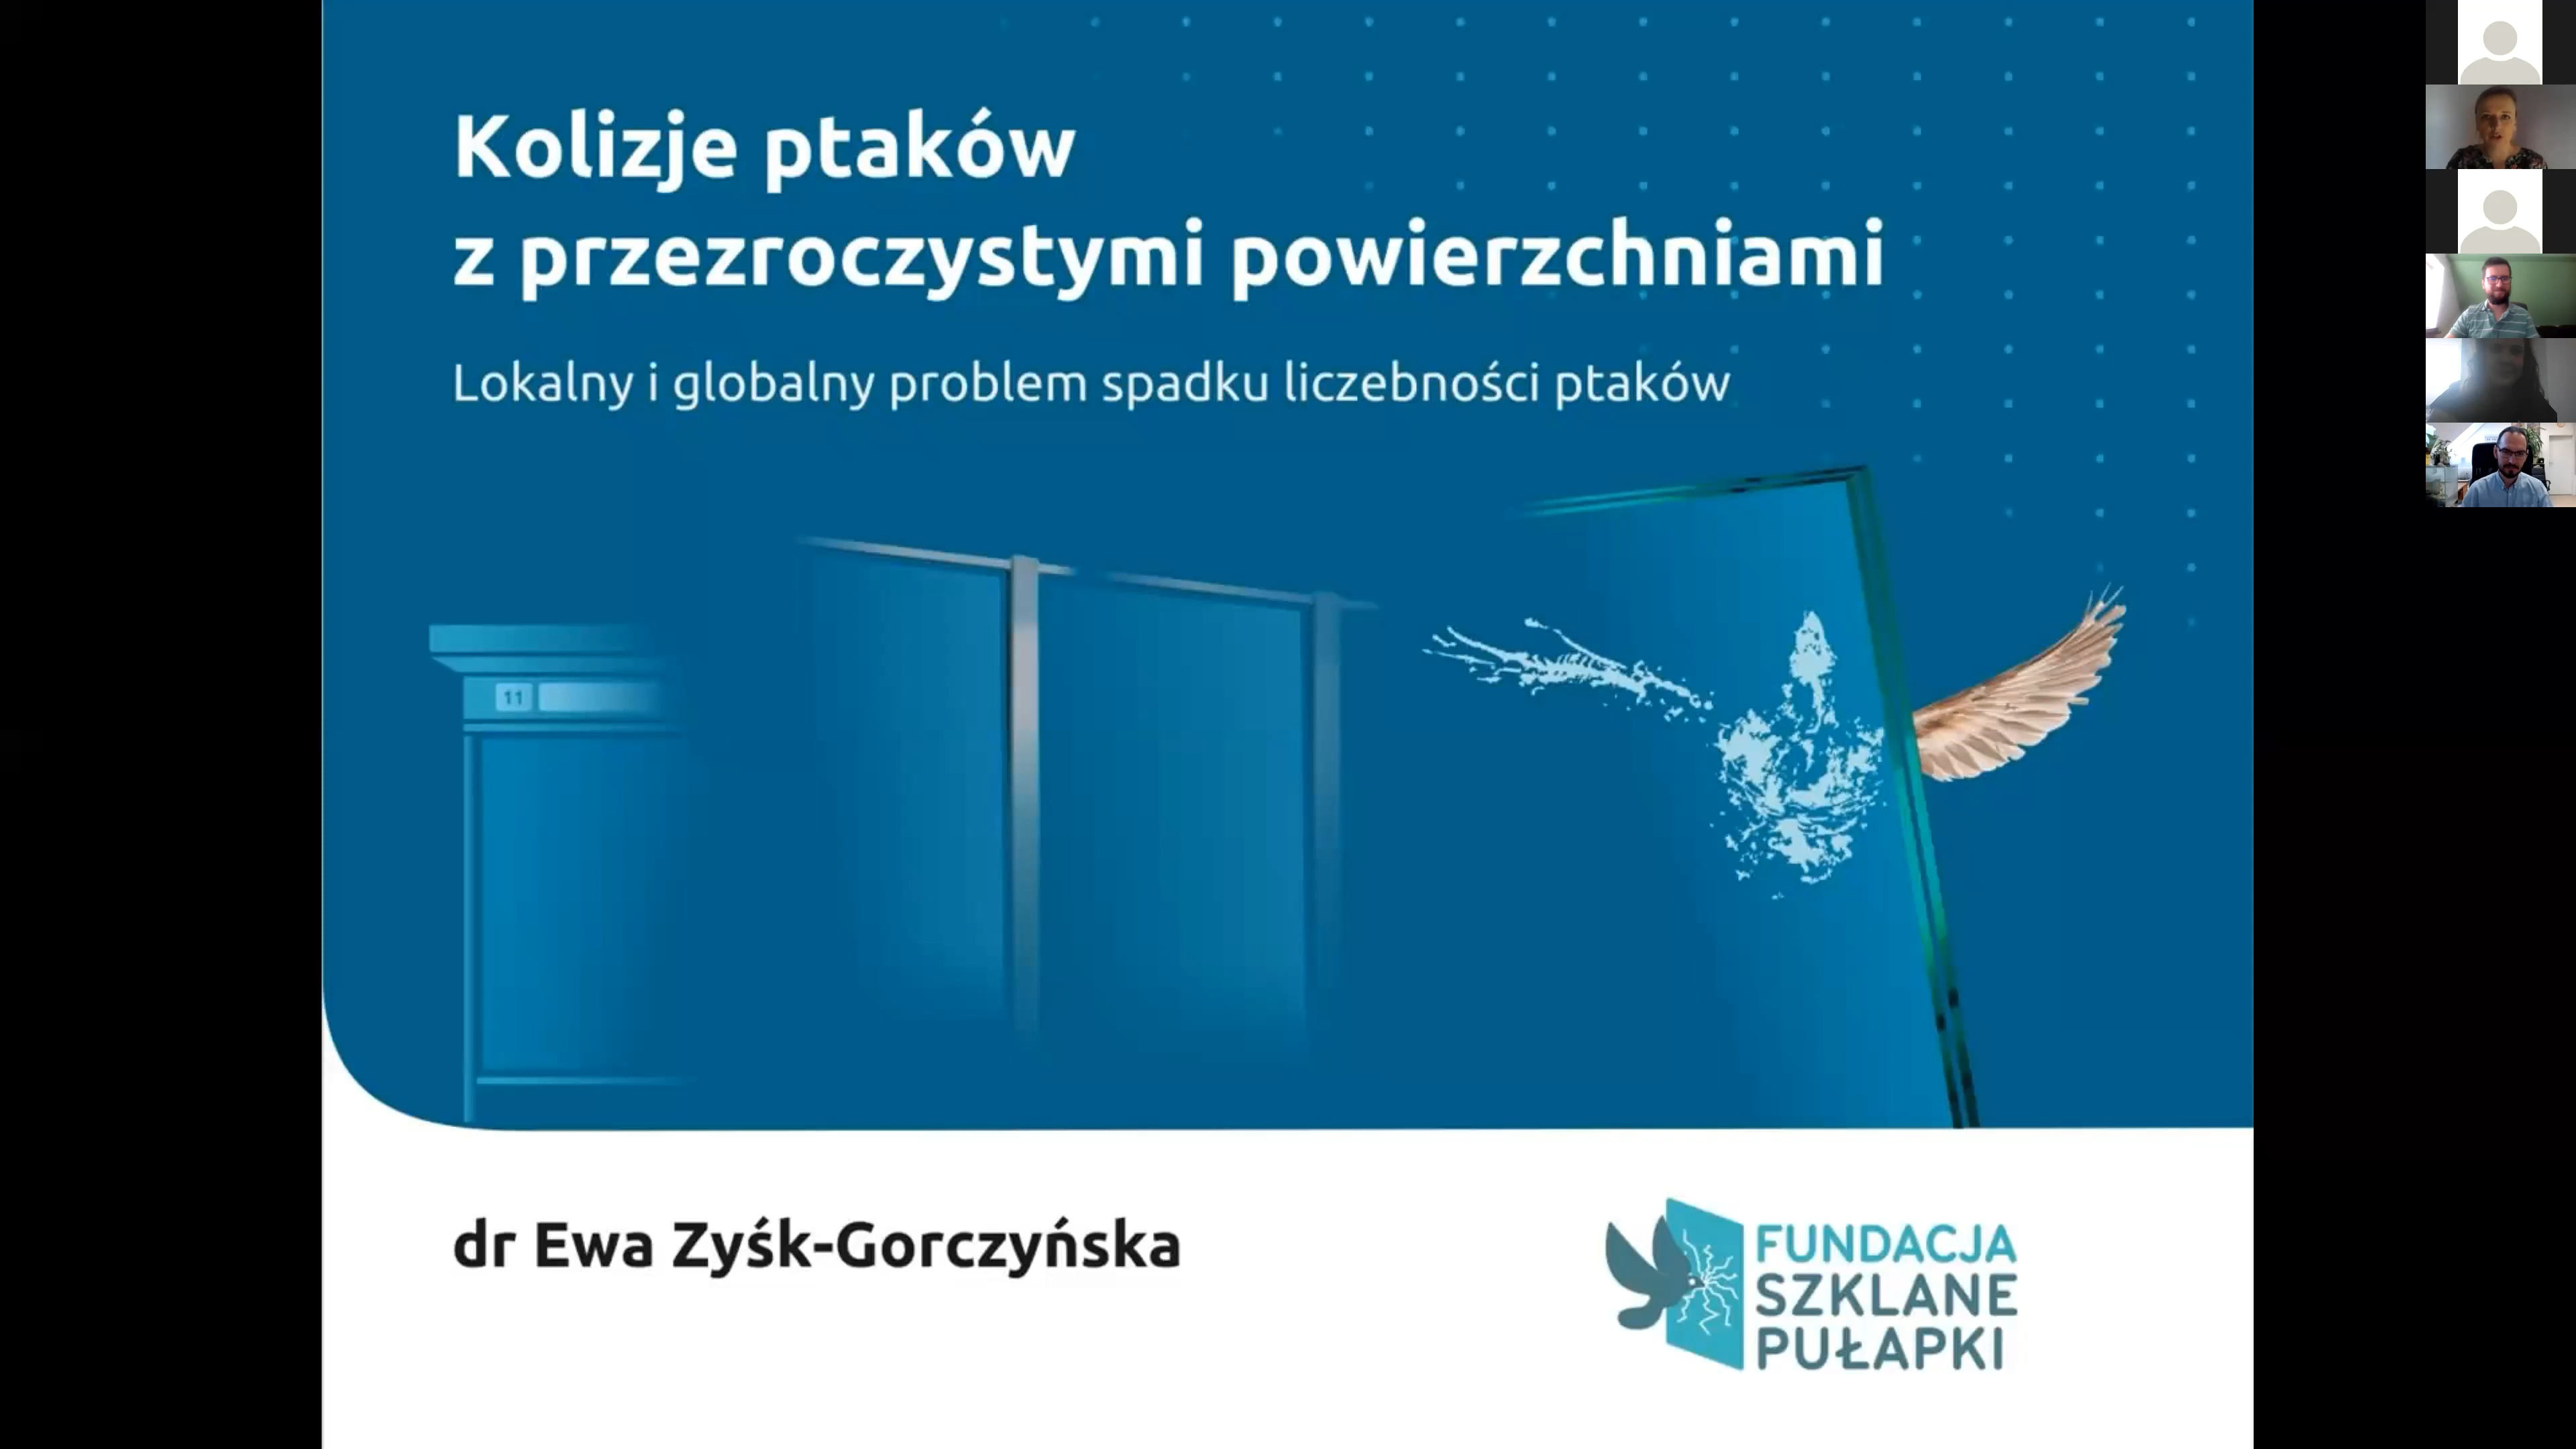 Kolizje ptaków
z przezroczystymi powierzchniami
Lokalny i globalny problem spadku liczebności ptaków
11
dr Ewa Zyśk-Gorczyńska
FUNDACJA
SZKLANE
PUŁAPKI